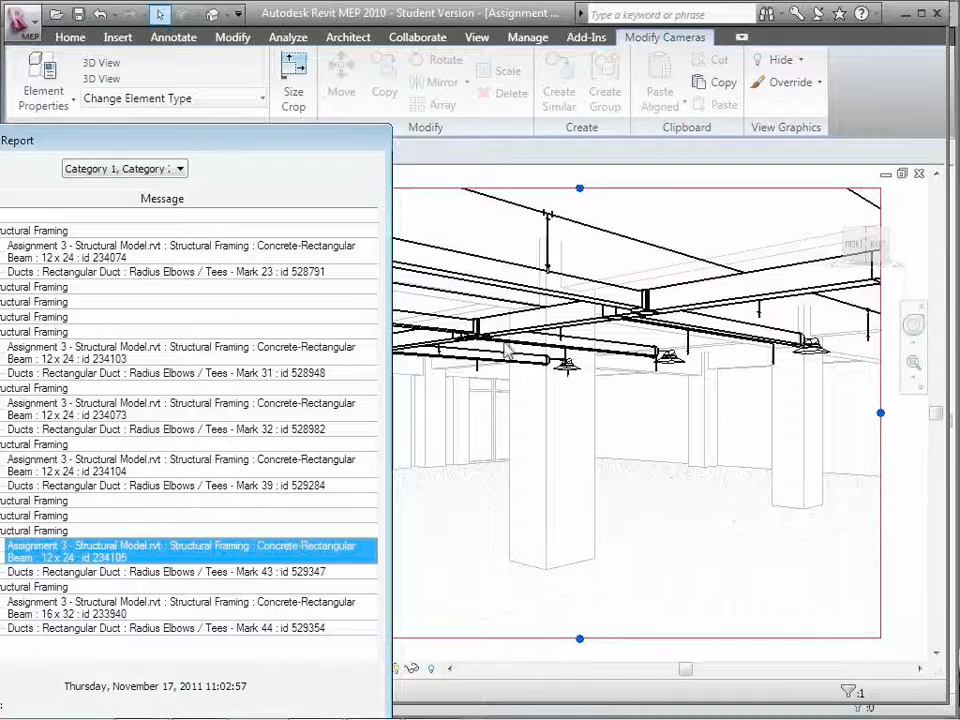 Autodesk Revit MEP 2010 - Student Version - [Assignment ...
Type a keyword or phrase
MEP
Home Insert Annotate Modify Analyze Architect Collaborate View Manage Add-Ins Modify Cameras
Element
Properties
3D View
3D View
Change Element Type
Size
Crop
Move
Copy
Rotate
Mirror
Array
Scale
Delete
Modify
Create
Similar
Create
Group
Create
Paste
Aligned
Cut
Copy
Paste
Clipboard
Hide
Override
View Graphics
Report
Category 1, Category
Message
uctural Framing
Assignment 3 - Structural Model.rvt : Structural Framing : Concrete-Rectangular
Beam : 12 x 24 : id 234074
Ducts : Rectangular Duct : Radius Elbows / Tees - Mark 23 : id 528791
uctural Framing
uctural Framing
uctural Framing
uctural Framing
Assignment 3 - Structural Model.rvt : Structural Framing : Concrete-Rectangular
Beam : 12 x 24 : id 234103
Ducts : Rectangular Duct : Radius Elbows / Tees - Mark 31 : id 528948
uctural Framing
Assignment 3 - Structural Model.rvt : Structural Framing : Concrete-Rectangular
Beam : 12 x 24 : id 234073
Ducts : Rectangular Duct : Radius Elbows / Tees - Mark 32 : id 528982
uctural Framing
Assignment 3 - Structural Model.rvt : Structural Framing : Concrete-Rectangular
Beam : 12 x 24 : id 234104
Ducts : Rectangular Duct : Radius Elbows / Tees - Mark 39 : id 529284
uctural Framing
uctural Framing
uctural Framing
Assignment 3 - Structural Model.rvt : Structural Framing : Concrete-Rectangular
Beam : 12 x 24 : id 234105
Ducts : Rectangular Duct : Radius Elbows / Tees - Mark 43 : id 529347
uctural Framing
Assignment 3 - Structural Model.rvt : Structural Framing : Concrete-Rectangular
Beam : 16 x 32 : id 233940
Ducts : Rectangular Duct : Radius Elbows / Tees - Mark 44 : id 529354
Thursday, November 17, 2011 11:02:57
:
FRONT
:1
:0